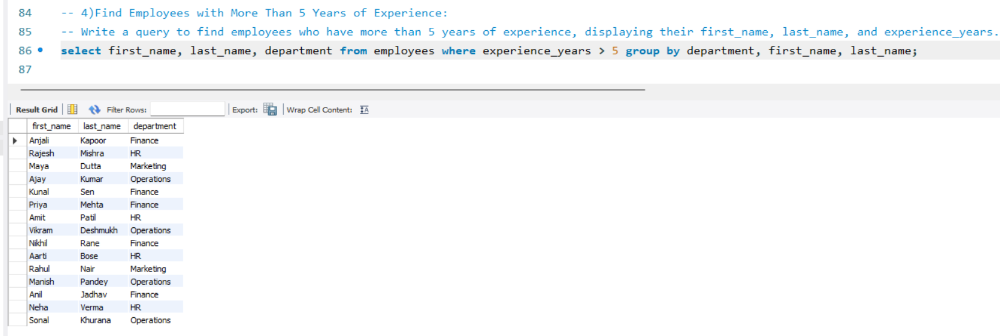 84 -- 4)Find Employees with More Than 5 Years of Experience:
85 -- Write a query to find employees who have more than 5 years of experience, displaying their first_name, last_name, and experience_years.
86 select first_name, last_name, department from employees where experience_years > 5 group by department, first_name, last_name;
87
Result Grid Filter Rows: Export: Wrap Cell Content: IA
first_name last_name department
Anjali Kapoor Finance
Rajesh Mishra HR
Maya Dutta Marketing
Ajay Kumar Operations
Kunal Sen Finance
Priya Mehta Finance
Amit Patil HR
Vikram Deshmukh Operations
Nikhil Rane Finance
Aarti Bose HR
Rahul Nair Marketing
Manish Pandey Operations
Anil Jadhav Finance
Neha Verma HR
Sonal Khurana Operations